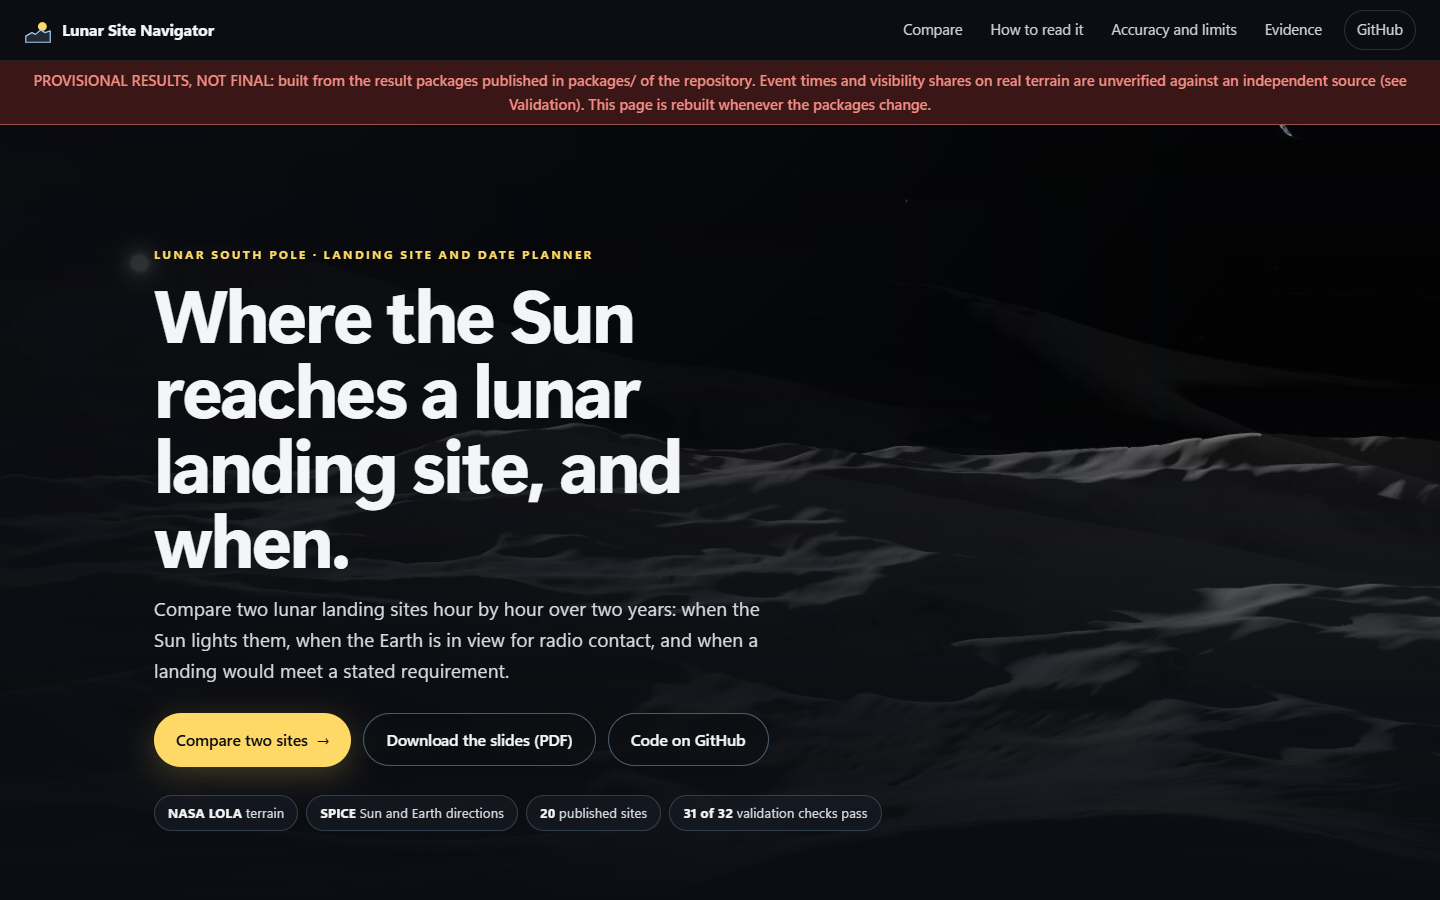 Lunar Site Navigator
Compare
How to read it
Accuracy and limits
Evidence
GitHub
PROVISIONAL RESULTS, NOT FINAL: built from the result packages published in packages/ of the repository. Event times and visibility shares on real terrain are unverified against an independent source (see
Validation). This page is rebuilt whenever the packages change.
LUNAR SOUTH POLE · LANDING SITE AND DATE PLANNER
Where the Sun
reaches a lunar
landing site, and
when.
Compare two lunar landing sites hour by hour over two years: when the
Sun lights them, when the Earth is in view for radio contact, and when a
landing would meet a stated requirement.
Compare two sites →
Download the slides (PDF)
Code on GitHub
NASA LOLA terrain
SPICE Sun and Earth directions
20 published sites
31 of 32 validation checks pass